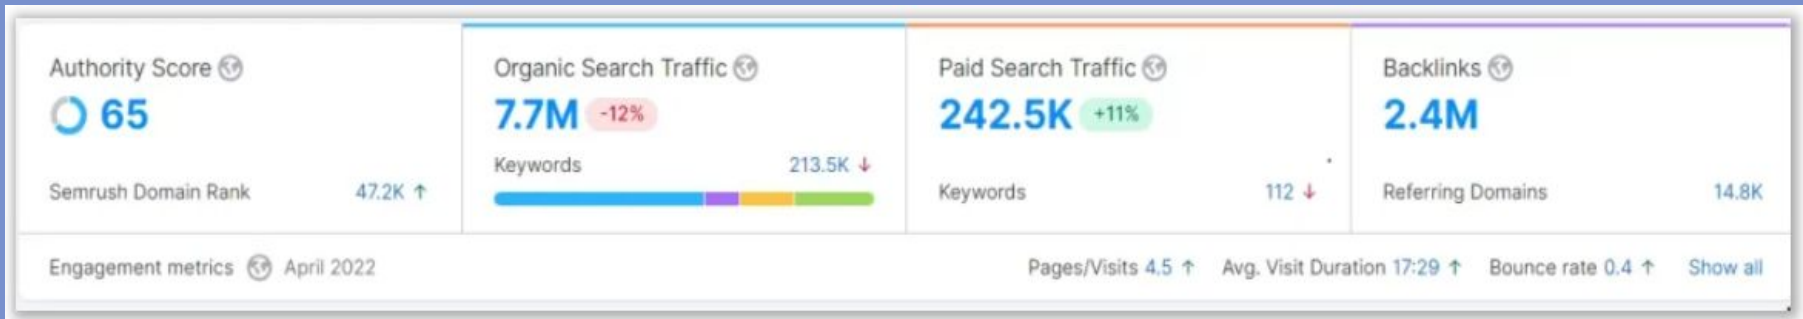 Authority Score
65
Semrush Domain Rank 47.2K ↑
Organic Search Traffic
7.7M -12%
Keywords 213.5K ↓
Paid Search Traffic
242.5K +11%
Keywords 112 ↓
Backlinks
2.4M
Referring Domains 14.8K
Engagement metrics April 2022 Pages/Visits 4.5 ↑ Avg. Visit Duration 17:29 ↑ Bounce rate 0.4 ↑ Show all